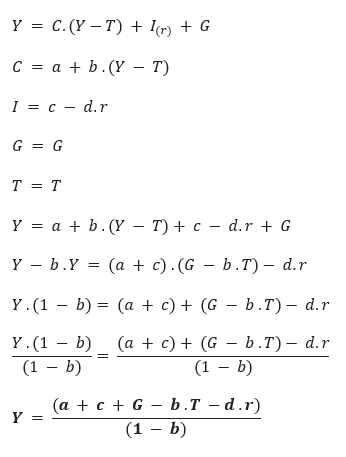 Y = C.(Y − T) + I(r) + G
C = a + b.(Y − T)
I = c − d.r
G = G
T = T
Y = a + b.(Y − T) + c − d.r + G
Y − b.Y = (a + c).(G − b.T) − d.r
Y.(1 − b) = (a + c) + (G − b.T) − d.r
Y.(1 − b) / (1 − b) = (a + c) + (G − b.T) − d.r / (1 − b)
Y = (a + c + G − b.T − d.r) / (1 − b)